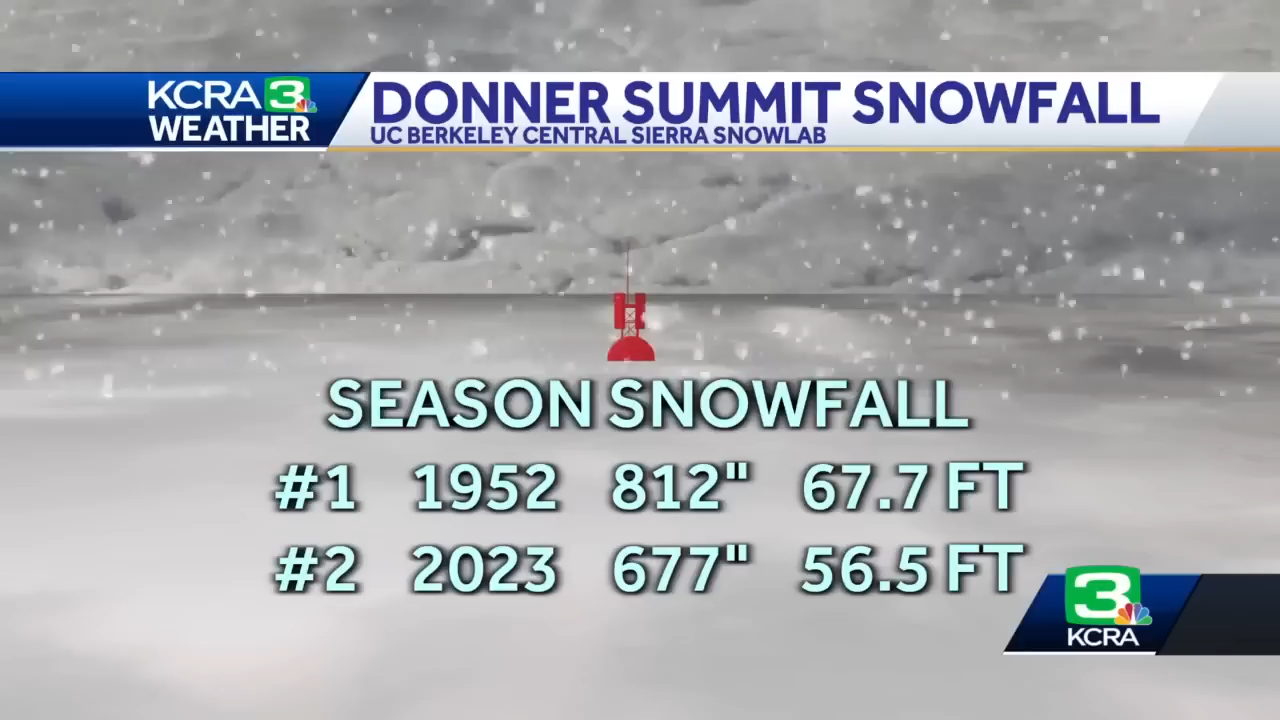 KCRA 3
WEATHER
DONNER SUMMIT SNOWFALL
UC BERKELEY CENTRAL SIERRA SNOWLAB
SEASON SNOWFALL
#1 1952 812" 67.7 FT
#2 2023 677" 56.5 FT
3
KCRA